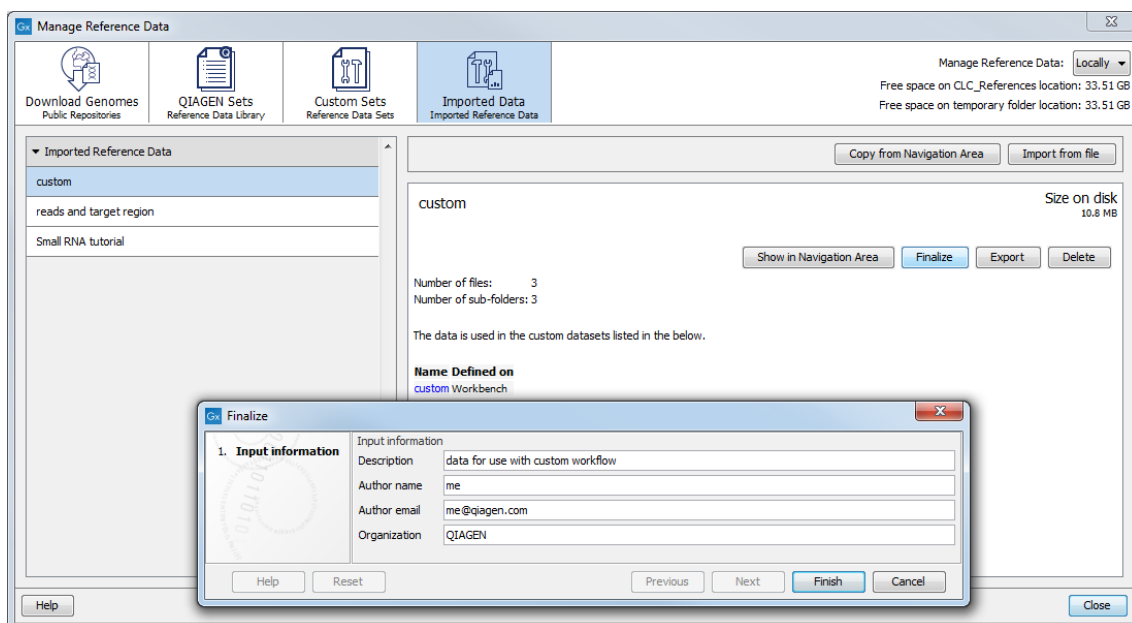 Gx Manage Reference Data
Download Genomes
Public Repositories
QIAGEN Sets
Reference Data Library
Custom Sets
Reference Data Sets
Imported Data
Imported Reference Data
Manage Reference Data: Locally
Free space on CLC_References location: 33.51 GB
Free space on temporary folder location: 33.51 GB
Imported Reference Data
custom
reads and target region
Small RNA tutorial
Copy from Navigation Area Import from file
custom
Size on disk
10.8 MB
Show in Navigation Area Finalize Export Delete
Number of files: 3
Number of sub-folders: 3
The data is used in the custom datasets listed in the below.
Name Defined on
custom Workbench
Gx Finalize
1. Input information
Input information
Description data for use with custom workflow
Author name me
Author email me@qiagen.com
Organization QIAGEN
Help Reset Previous Next Finish Cancel
Help Close